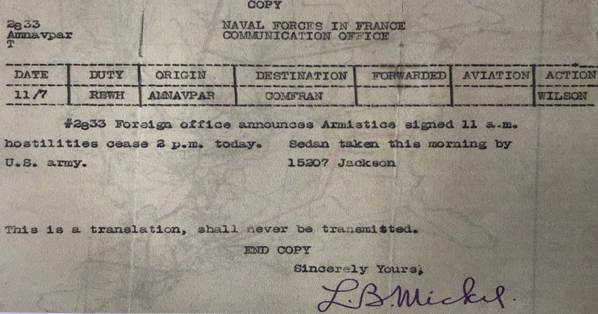 COPY
2833 NAVAL FORCES IN FRANCE
Amnavpar COMMUNICATION OFFICE
T
DATE DUTY ORIGIN DESTINATION FORWARDED AVIATION ACTION
11/7 RBWH AMNAVPAR COMFRAN WILSON
#2833 Foreign office announces Armistice signed 11 a.m.
hostilities cease 2 p.m. today. Sedan taken this morning by
U.S. army. 15207 Jackson
This is a translation, shall never be transmitted.
END COPY
Sincerely Yours,
L.B. Mickel.